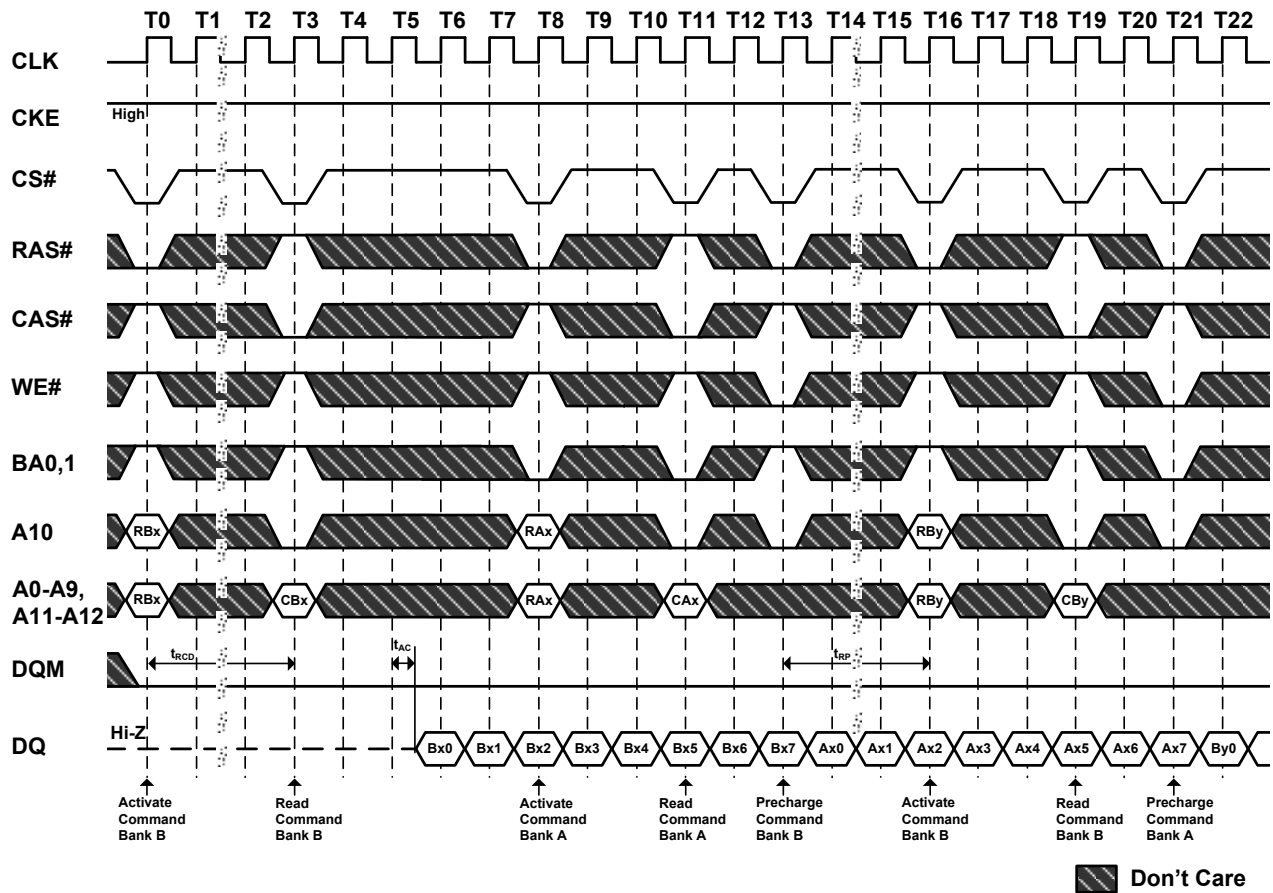 T0 T1 T2 T3 T4 T5 T6 T7 T8 T9 T10 T11 T12 T13 T14 T15 T16 T17 T18 T19 T20 T21 T22
CLK
CKE High
CS#
RAS#
CAS#
WE#
BA0,1
A10 RBx RAx RBy
A0-A9,
A11-A12 RBx CBx RAx CAx RBy CBy
DQM tRCD tAC tRP
DQ Hi-Z Bx0 Bx1 Bx2 Bx3 Bx4 Bx5 Bx6 Bx7 Ax0 Ax1 Ax2 Ax3 Ax4 Ax5 Ax6 Ax7 By0
Activate
Command
Bank B
Read
Command
Bank B
Activate
Command
Bank A
Read
Command
Bank A
Precharge
Command
Bank B
Activate
Command
Bank B
Read
Command
Bank B
Precharge
Command
Bank A
Don't Care